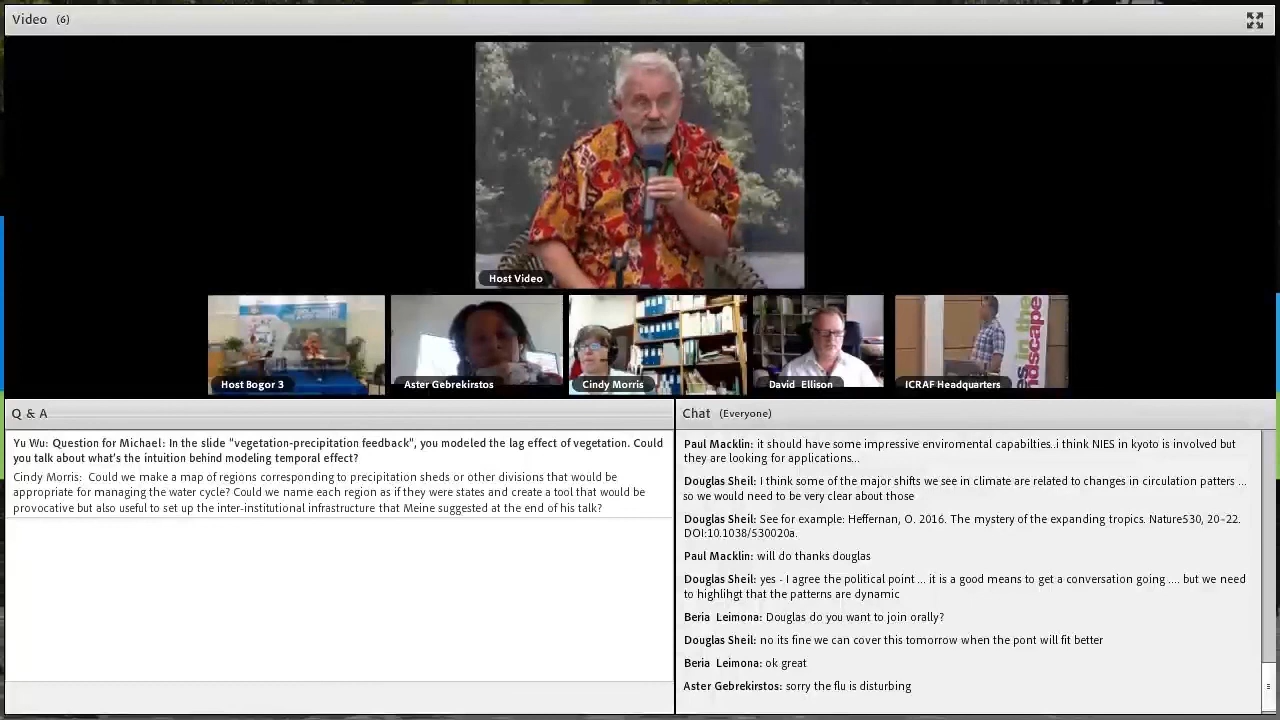 Video (6)
Host Video
Host Bogor 3
Aster Gebrekirstos
Cindy Morris
David Ellison
ICRAF Headquarters
es in the
ndscape
Q & A
Yu Wu: Question for Michael: In the slide "vegetation-precipitation feedback", you modeled the lag effect of vegetation. Could
you talk about what's the intuition behind modeling temporal effect?
Cindy Morris: Could we make a map of regions corresponding to precipitation sheds or other divisions that would be
appropriate for managing the water cycle? Could we name each region as if they were states and create a tool that would be
provocative but also useful to set up the inter-institutional infrastructure that Meine suggested at the end of his talk?
Chat (Everyone)
Paul Macklin: it should have some impressive enviromental capabilties..i think NIES in kyoto is involved but
they are looking for applications...
Douglas Sheil: I think some of the major shifts we see in climate are related to changes in circulation patters ...
so we would need to be very clear about those
Douglas Sheil: See for example: Heffernan, O. 2016. The mystery of the expanding tropics. Nature530, 20-22.
DOI:10.1038/530020a.
Paul Macklin: will do thanks douglas
Douglas Sheil: yes - I agree the political point ... it is a good means to get a conversation going .... but we need
to highlihgt that the patterns are dynamic
Beria Leimona: Douglas do you want to join orally?
Douglas Sheil: no its fine we can cover this tomorrow when the pont will fit better
Beria Leimona: ok great
Aster Gebrekirstos: sorry the flu is disturbing